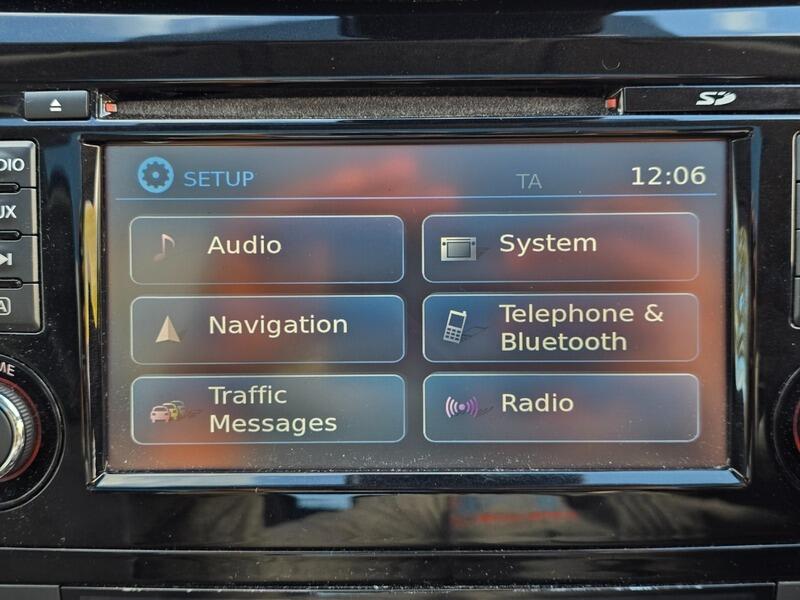 SD
SETUP
TA
12:06
Audio
System
Navigation
Telephone &
Bluetooth
Traffic
Messages
Radio